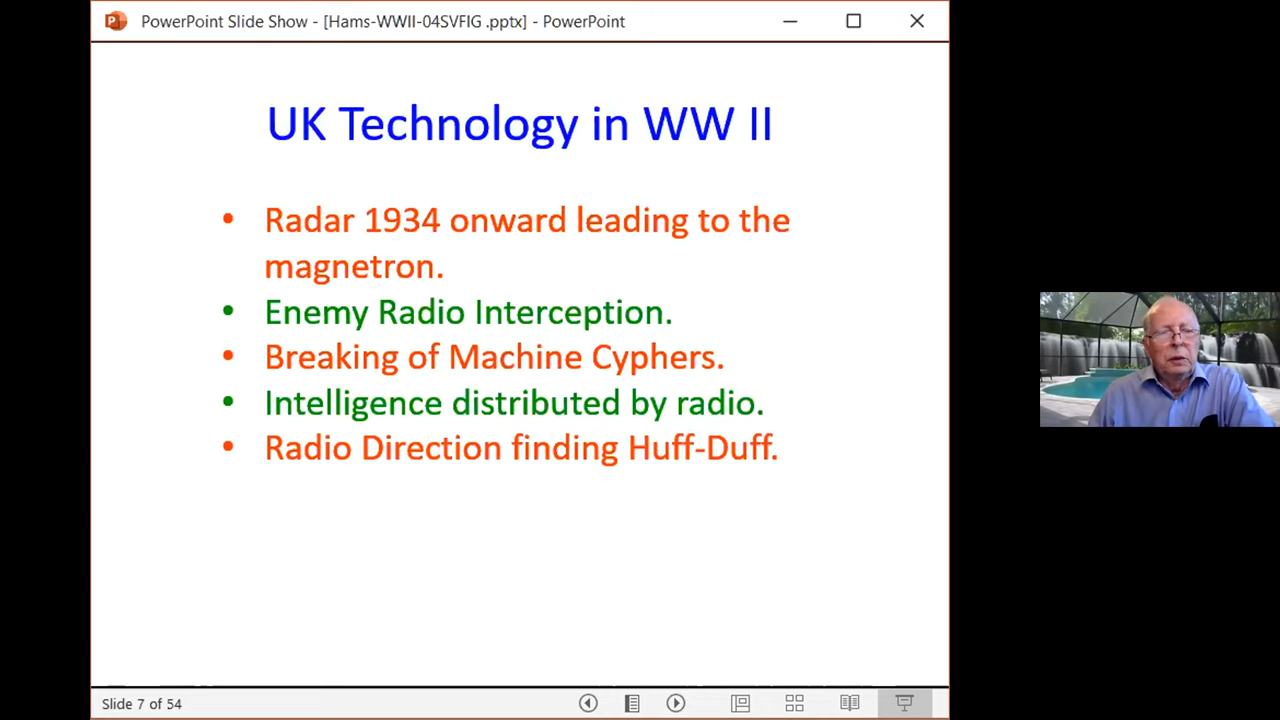 PowerPoint Slide Show - [Hams-WWII-04SVFIG .pptx] - PowerPoint
UK Technology in WW II
• Radar 1934 onward leading to the
magnetron.
• Enemy Radio Interception.
• Breaking of Machine Cyphers.
• Intelligence distributed by radio.
• Radio Direction finding Huff-Duff.
Slide 7 of 54